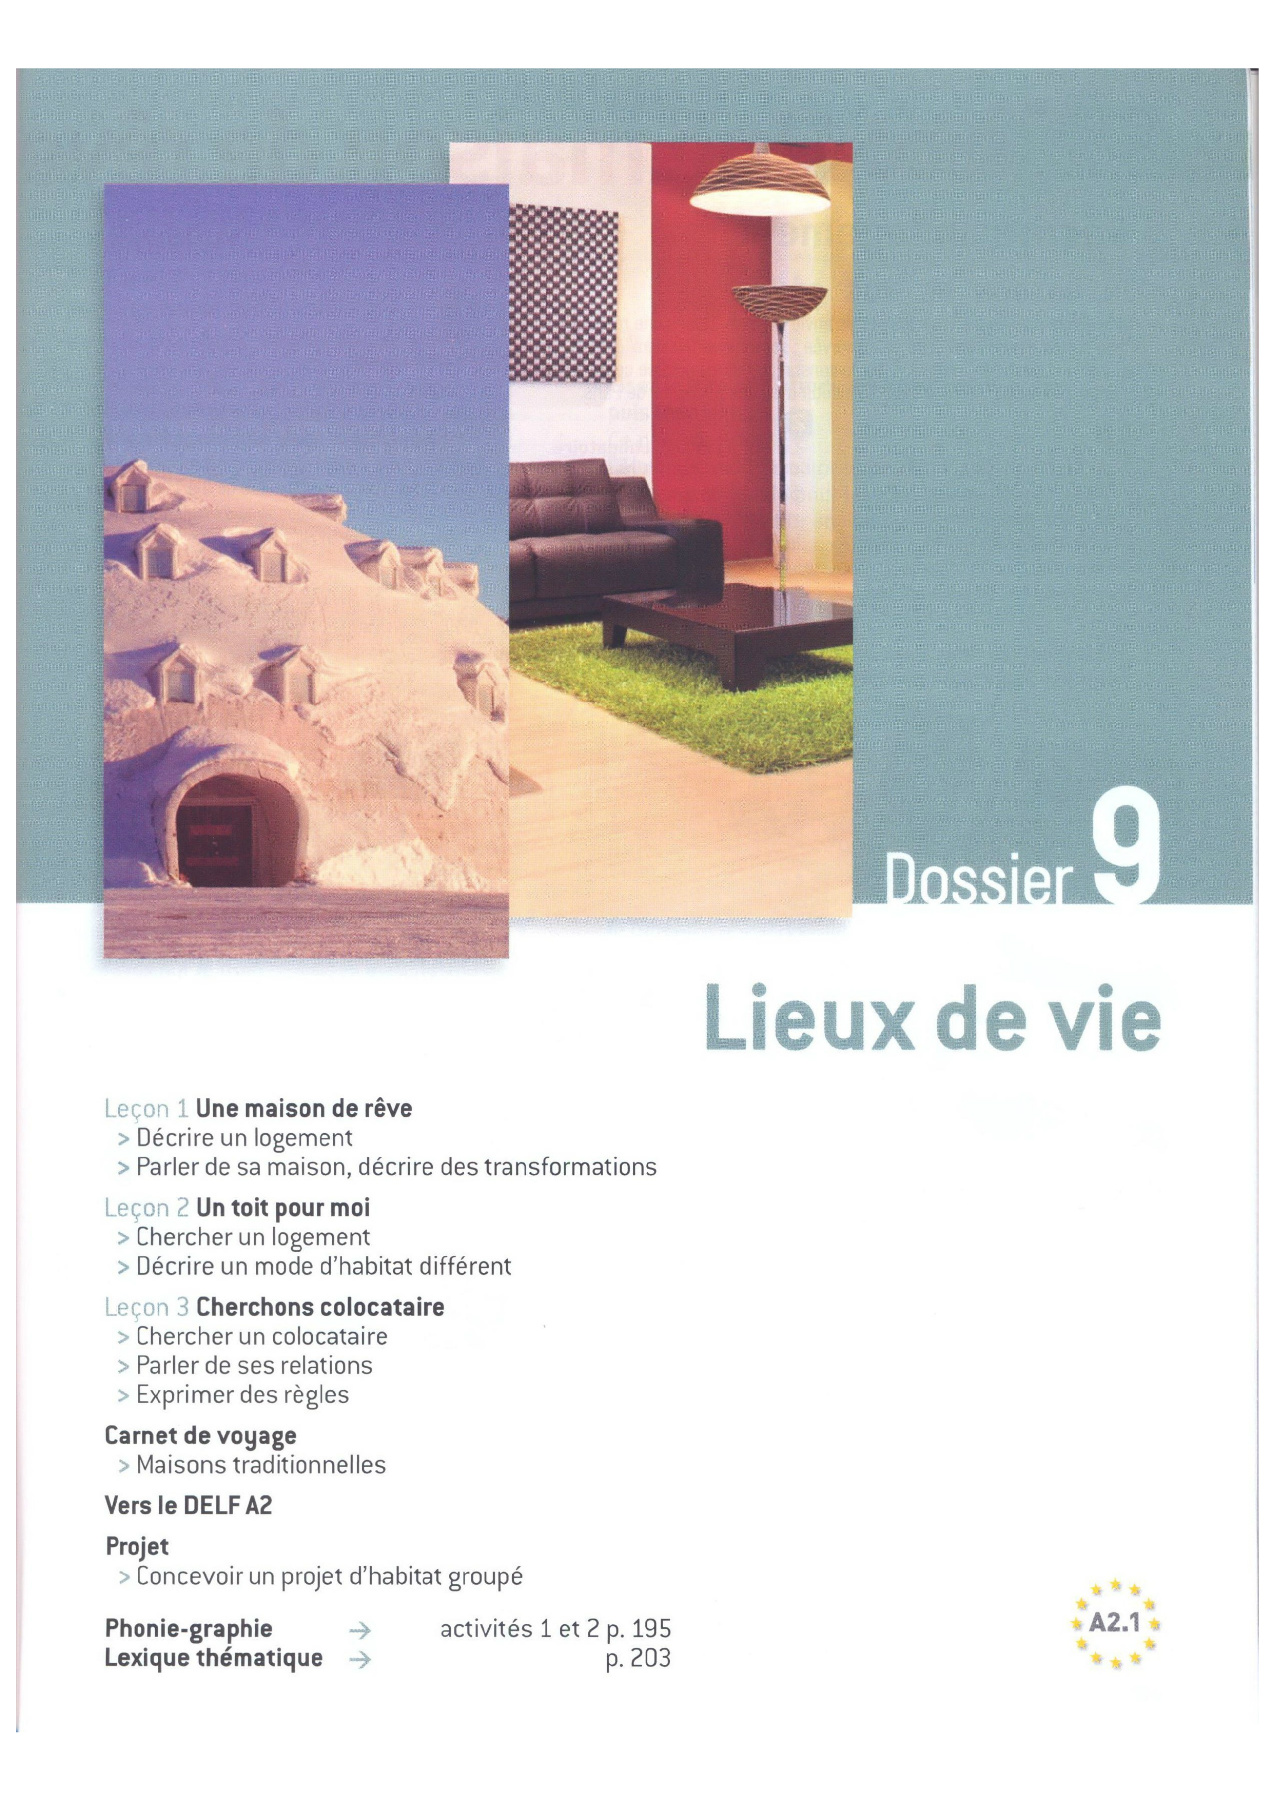 Dossier 9
Lieux de vie
Leçon 1 Une maison de rêve
> Décrire un logement
> Parler de sa maison, décrire des transformations
Leçon 2 Un toit pour moi
> Chercher un logement
> Décrire un mode d'habitat différent
Leçon 3 Cherchons colocataire
> Chercher un colocataire
> Parler de ses relations
> Exprimer des règles
Carnet de voyage
> Maisons traditionnelles
Vers le DELF A2
Projet
> Concevoir un projet d'habitat groupé
Phonie-graphie → activités 1 et 2 p. 195
Lexique thématique → p. 203
A2.1